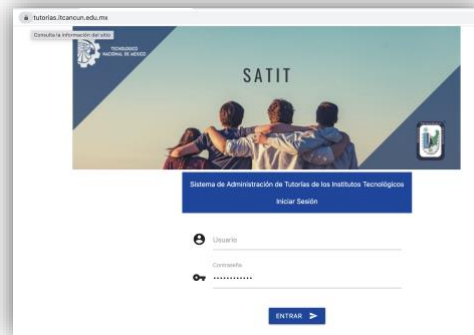 tutorias.itcancun.edu.mx
Consulta la información del sitio
TECNOLÓGICO
NACIONAL DE MÉXICO
SATIT
Sistema de Administración de Tutorías de los Institutos Tecnológicos
Iniciar Sesión
Usuario
Contraseña
ENTRAR